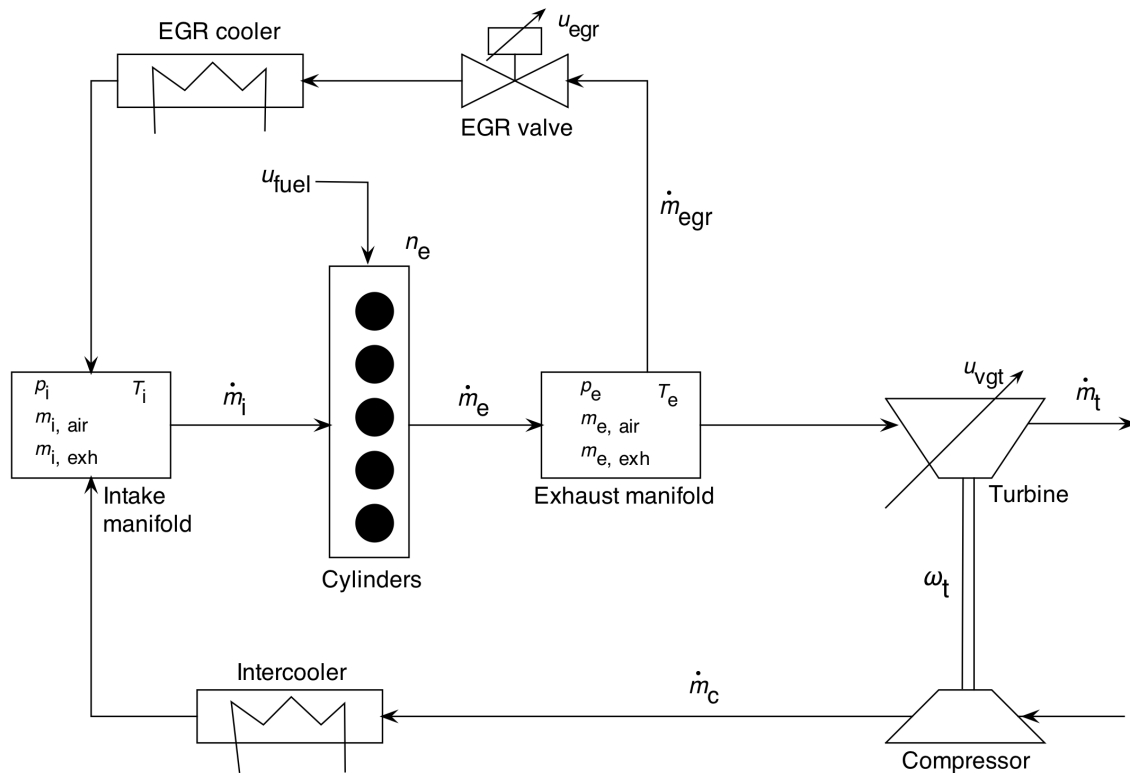 EGR cooler
u_egr
EGR valve
u_fuel
ṁ_egr
n_e
p_i T_i
m_i, air
m_i, exh
ṁ_i
ṁ_e
p_e T_e
m_e, air
m_e, exh
u_vgt
ṁ_t
Intake
manifold
Exhaust manifold
Turbine
Cylinders
ω_t
Intercooler
ṁ_c
Compressor